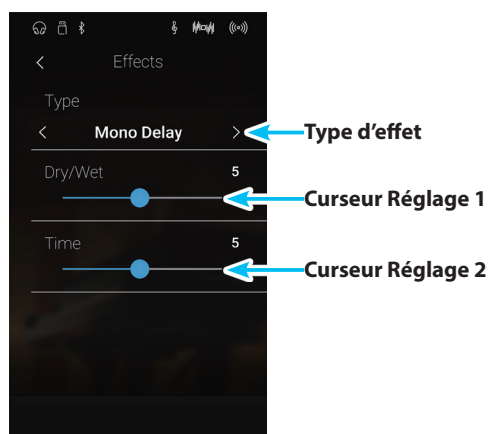 Effects
Type
Mono Delay
Type d'effet
Dry/Wet 5
Curseur Réglage 1
Time 5
Curseur Réglage 2